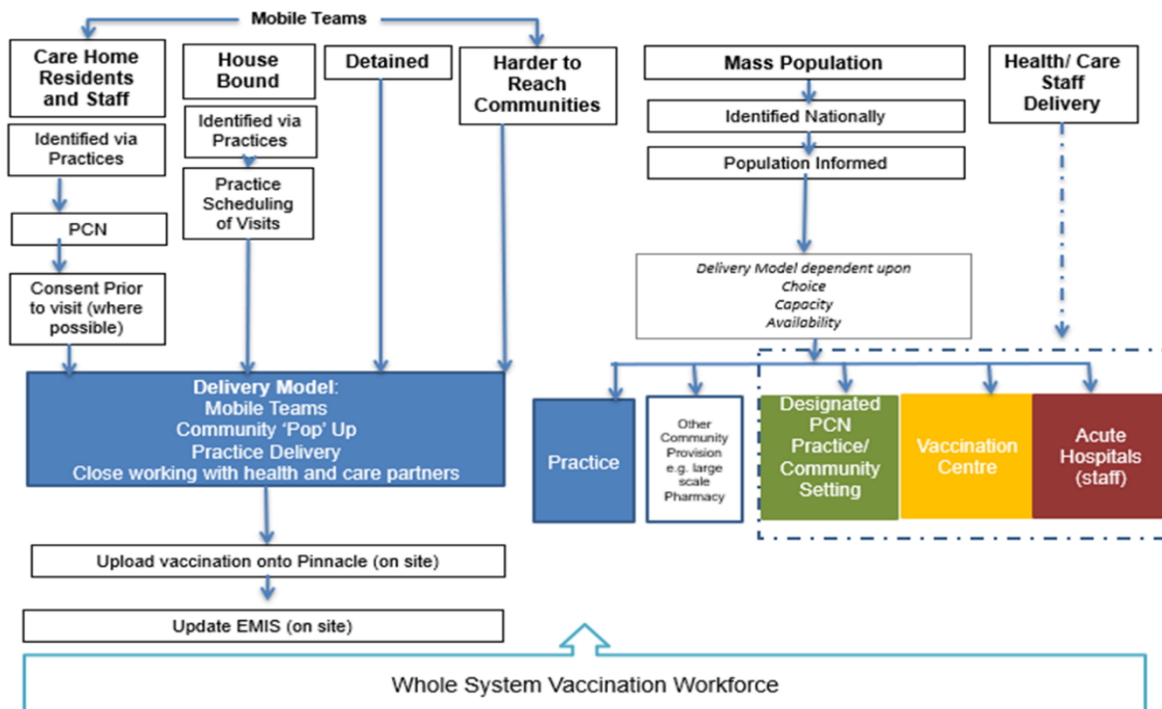 Mobile Teams
Care Home
Residents
and Staff
Identified via
Practices
PCN
Consent Prior
to visit (where
possible)
House
Bound
Identified via
Practices
Practice
Scheduling
of Visits
Detained
Harder to
Reach
Communities
Delivery Model:
Mobile Teams
Community ‘Pop’ Up
Practice Delivery
Close working with health and care partners
Upload vaccination onto Pinnacle (on site)
Update EMIS (on site)
Mass Population
Identified Nationally
Population Informed
Delivery Model dependent upon
Choice
Capacity
Availability
Health/ Care
Staff
Delivery
Practice
Other
Community
Provision
e.g. large
scale
Pharmacy
Designated
PCN
Practice/
Community
Setting
Vaccination
Centre
Acute
Hospitals
(staff)
Whole System Vaccination Workforce